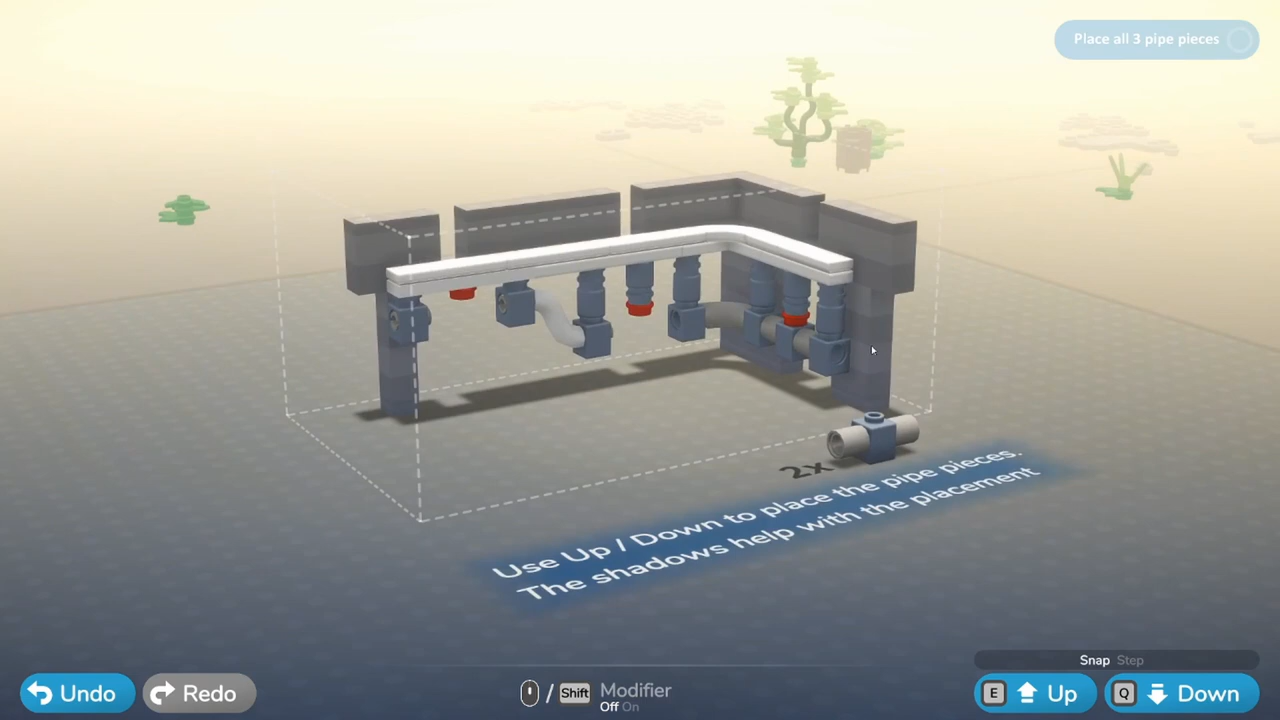 Place all 3 pipe pieces
2x
Use Up / Down to place the pipe pieces.
The shadows help with the placement
Snap Step
Undo
Redo
/ Shift Modifier
Off On
E Up
Q Down